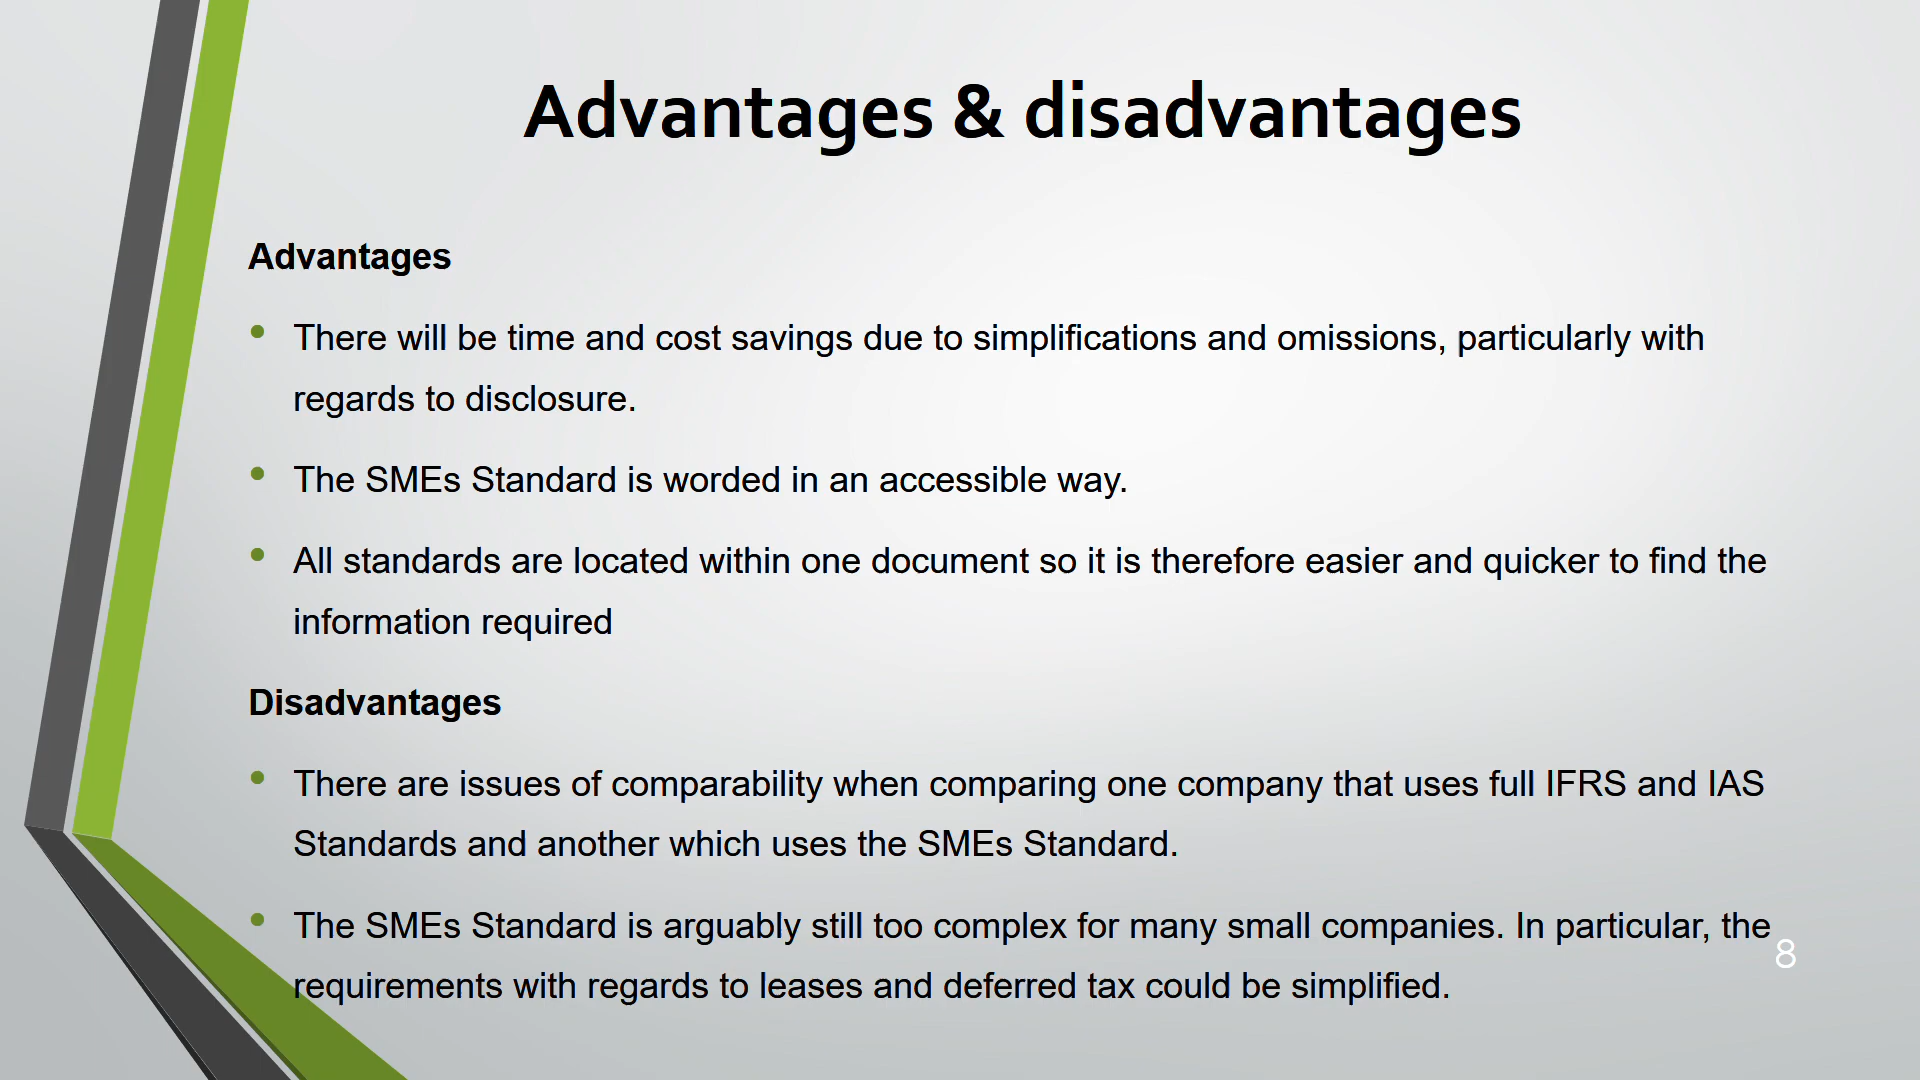 Advantages & disadvantages
Advantages
• There will be time and cost savings due to simplifications and omissions, particularly with
regards to disclosure.
• The SMEs Standard is worded in an accessible way.
• All standards are located within one document so it is therefore easier and quicker to find the
information required
Disadvantages
• There are issues of comparability when comparing one company that uses full IFRS and IAS
Standards and another which uses the SMEs Standard.
• The SMEs Standard is arguably still too complex for many small companies. In particular, the
requirements with regards to leases and deferred tax could be simplified.
8